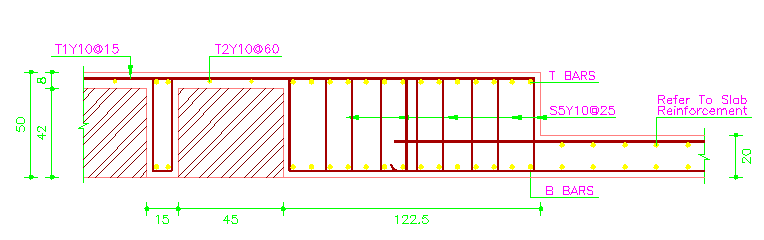 T1Y10@15
T2Y10@60
T BARS
S5Y10@25
Refer To Slab
Reinforcement
8
50
42
20
B BARS
15
45
122.5